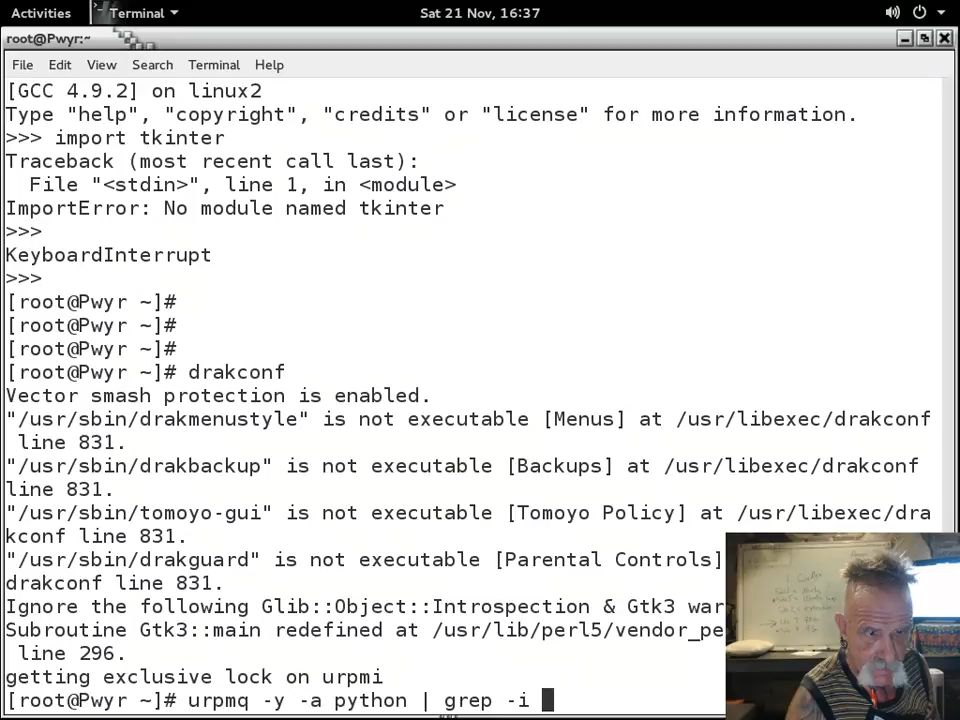 Activities Terminal Sat 21 Nov, 16:37
root@Pwyr:~
File Edit View Search Terminal Help
[GCC 4.9.2] on linux2
Type "help", "copyright", "credits" or "license" for more information.
>>> import tkinter
Traceback (most recent call last):
  File "<stdin>", line 1, in <module>
ImportError: No module named tkinter
>>>
KeyboardInterrupt
>>>
[root@Pwyr ~]#
[root@Pwyr ~]#
[root@Pwyr ~]#
[root@Pwyr ~]# drakconf
Vector smash protection is enabled.
"/usr/sbin/drakmenustyle" is not executable [Menus] at /usr/libexec/drakconf
 line 831.
"/usr/sbin/drakbackup" is not executable [Backups] at /usr/libexec/drakconf
line 831.
"/usr/sbin/tomoyo-gui" is not executable [Tomoyo Policy] at /usr/libexec/dra
kconf line 831.
"/usr/sbin/drakguard" is not executable [Parental Controls]
drakconf line 831.
Ignore the following Glib::Object::Introspection & Gtk3 war
Subroutine Gtk3::main redefined at /usr/lib/perl5/vendor_pe
line 296.
getting exclusive lock on urpmi
[root@Pwyr ~]# urpmq -y -a python | grep -i